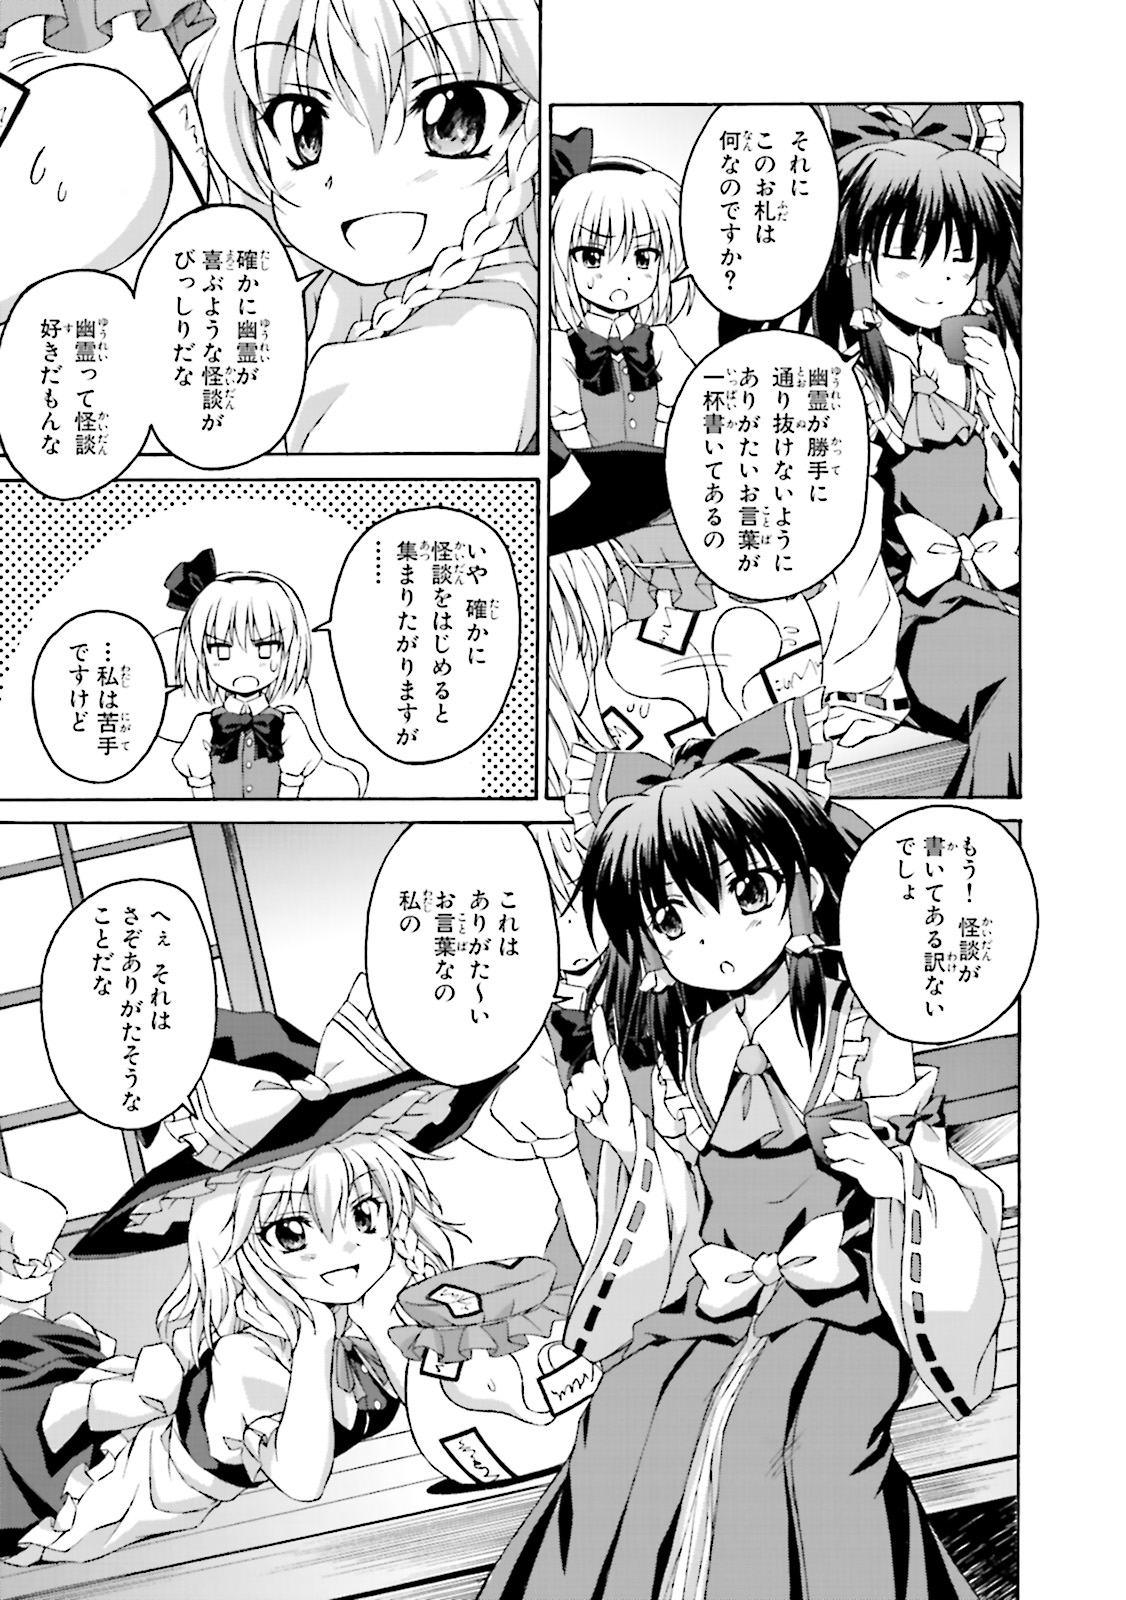 それに
このお札は
何なのですか？
幽霊が勝手に
通り抜けないように
ありがたいお言葉が
一杯書いてあるの
確かに幽霊が
喜ぶような怪談が
びっしりだな
幽霊って怪談
好きだもんな
いや 確かに
怪談をはじめると
集まりたがりますが
……
…私は苦手
ですけど
もう！ 怪談が
書いてある訳ない
でしょ
これは
ありがた〜い
お言葉なの
私の
へぇ それは
さぞありがたそうな
ことだな